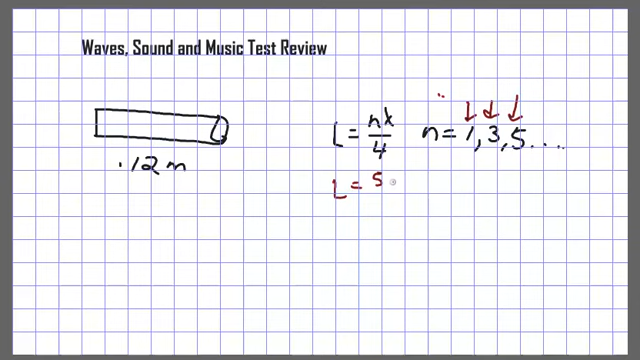 Waves, Sound and Music Test Review
L = nλ/4 n = 1, 3, 5 ....
.12 m
L = 5